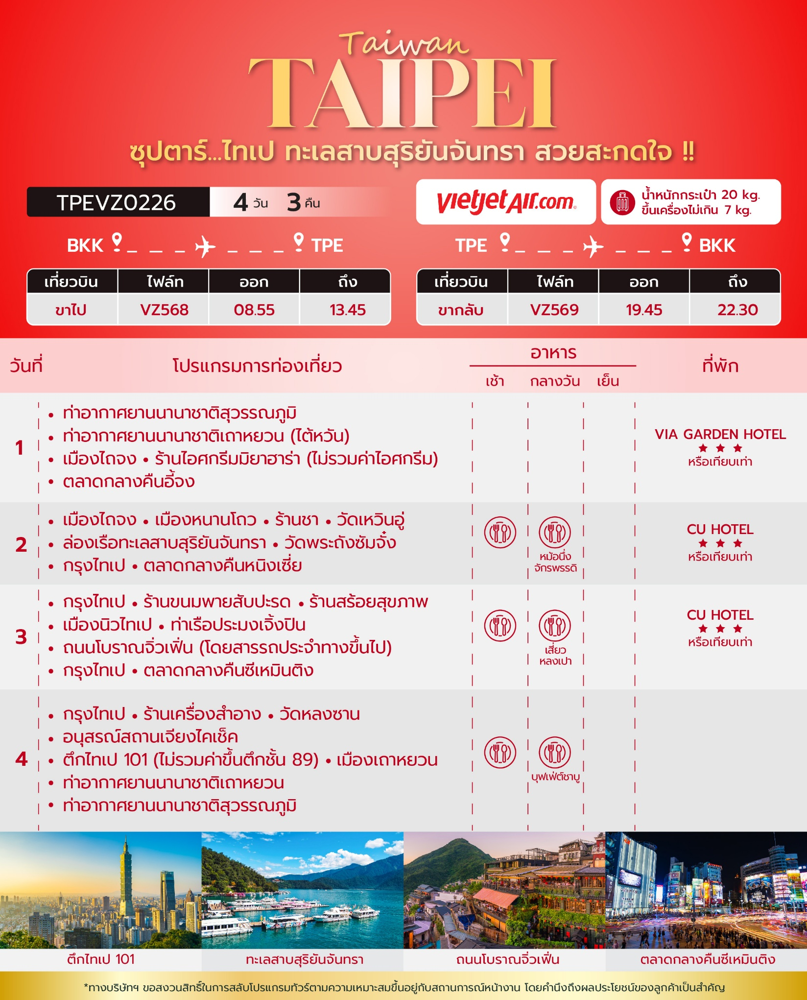 Taiwan
TAIPEI
ซุปตาร์...ไทเป ทะเลสาบสุริยันจันทรา สวยสะกดใจ !!
TPEVZ0226 4 วัน 3 คืน
vietjetAir.com
น้ำหนักกระเป๋า 20 kg.
ขึ้นเครื่องไม่เกิน 7 kg.
BKK TPE
TPE BKK
เที่ยวบิน ไฟล์ท ออก ถึง
ขาไป VZ568 08.55 13.45
เที่ยวบิน ไฟล์ท ออก ถึง
ขากลับ VZ569 19.45 22.30
วันที่ โปรแกรมการท่องเที่ยว อาหาร ที่พัก
เช้า กลางวัน เย็น
1
• ท่าอากาศยานนานาชาติสุวรรณภูมิ
• ท่าอากาศยานนานาชาติเถาหยวน (ไต้หวัน)
• เมืองไถจง • ร้านไอศกรีมมิยาฮาร่า (ไม่รวมค่าไอศกรีม)
• ตลาดกลางคืนอี้จง
VIA GARDEN HOTEL
★ ★ ★
หรือเทียบเท่า
2
• เมืองไถจง • เมืองหนานโถว • ร้านชา • วัดเหวินอู่
• ล่องเรือทะเลสาบสุริยันจันทรา • วัดพระถังซัมจั๋ง
• กรุงไทเป • ตลาดกลางคืนหนิงเซี่ย
หม้อนึ่ง
จักรพรรดิ
CU HOTEL
★ ★ ★
หรือเทียบเท่า
3
• กรุงไทเป • ร้านขนมพายสับปะรด • ร้านสร้อยสุขภาพ
• เมืองนิวไทเป • ท่าเรือประมงเจิ้งปิน
• ถนนโบราณจิ่วเฟิ่น (โดยสารรถประจำทางขึ้นไป)
• กรุงไทเป • ตลาดกลางคืนซีเหมินติง
เสี่ยว
หลงเปา
CU HOTEL
★ ★ ★
หรือเทียบเท่า
4
• กรุงไทเป • ร้านเครื่องสำอาง • วัดหลงซาน
• อนุสรณ์สถานเจียงไคเช็ค
• ตึกไทเป 101 (ไม่รวมค่าขึ้นตึกชั้น 89) • เมืองเถาหยวน
• ท่าอากาศยานนานาชาติเถาหยวน
• ท่าอากาศยานนานาชาติสุวรรณภูมิ
บุฟเฟ่ต์ชาบู
ตึกไทเป 101
ทะเลสาบสุริยันจันทรา
ถนนโบราณจิ่วเฟิ่น
ตลาดกลางคืนซีเหมินติง
*ทางบริษัทฯ ขอสงวนสิทธิ์ในการสลับโปรแกรมทัวร์ตามความเหมาะสมขึ้นอยู่กับสถานการณ์หน้างาน โดยคำนึงถึงผลประโยชน์ของลูกค้าเป็นสำคัญ